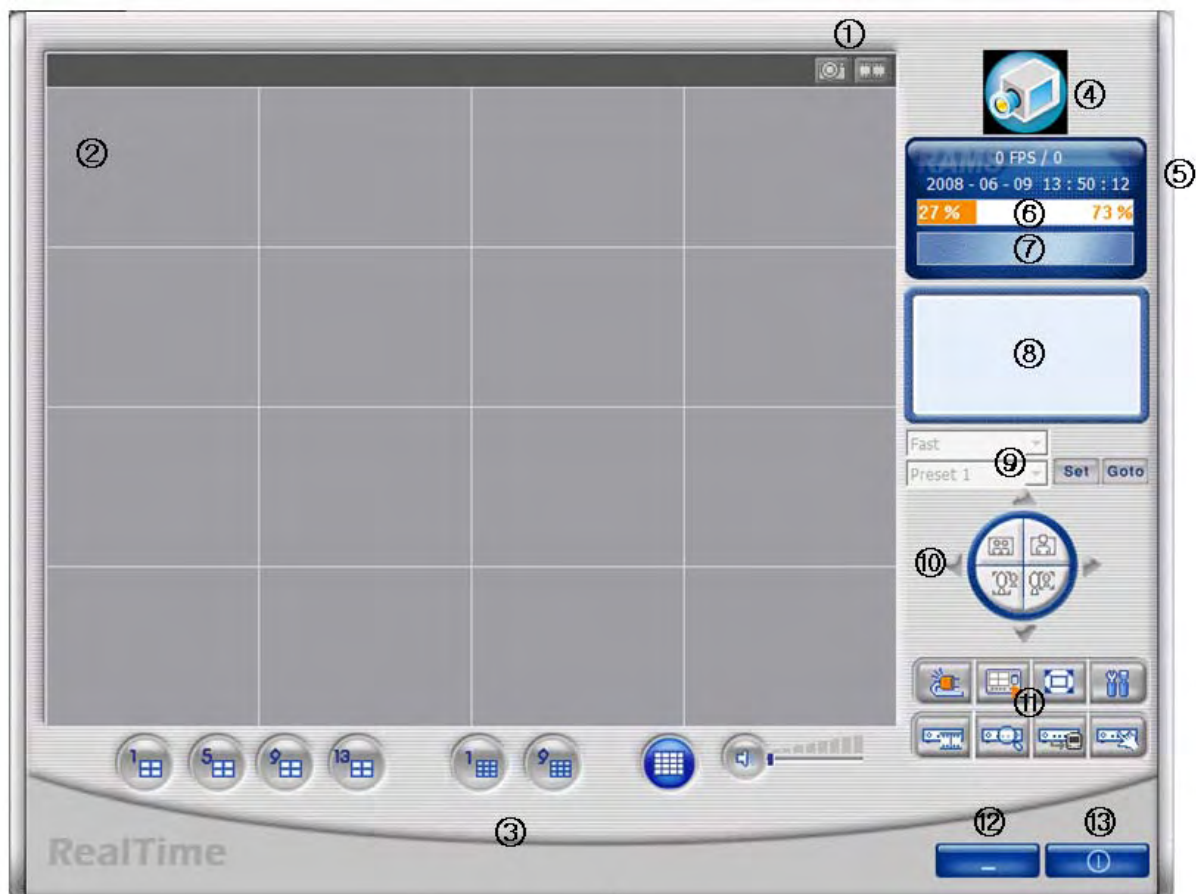 ①
②
④
RAMS
0 FPS / 0
⑤
2008 - 06 - 09 13 : 50 : 12
27 % ⑥ 73 %
⑦
⑧
Fast
⑨
Preset 1 Set Goto
⑩
⑪
1 5 9 13 1 9
③
RealTime
⑫ ⑬